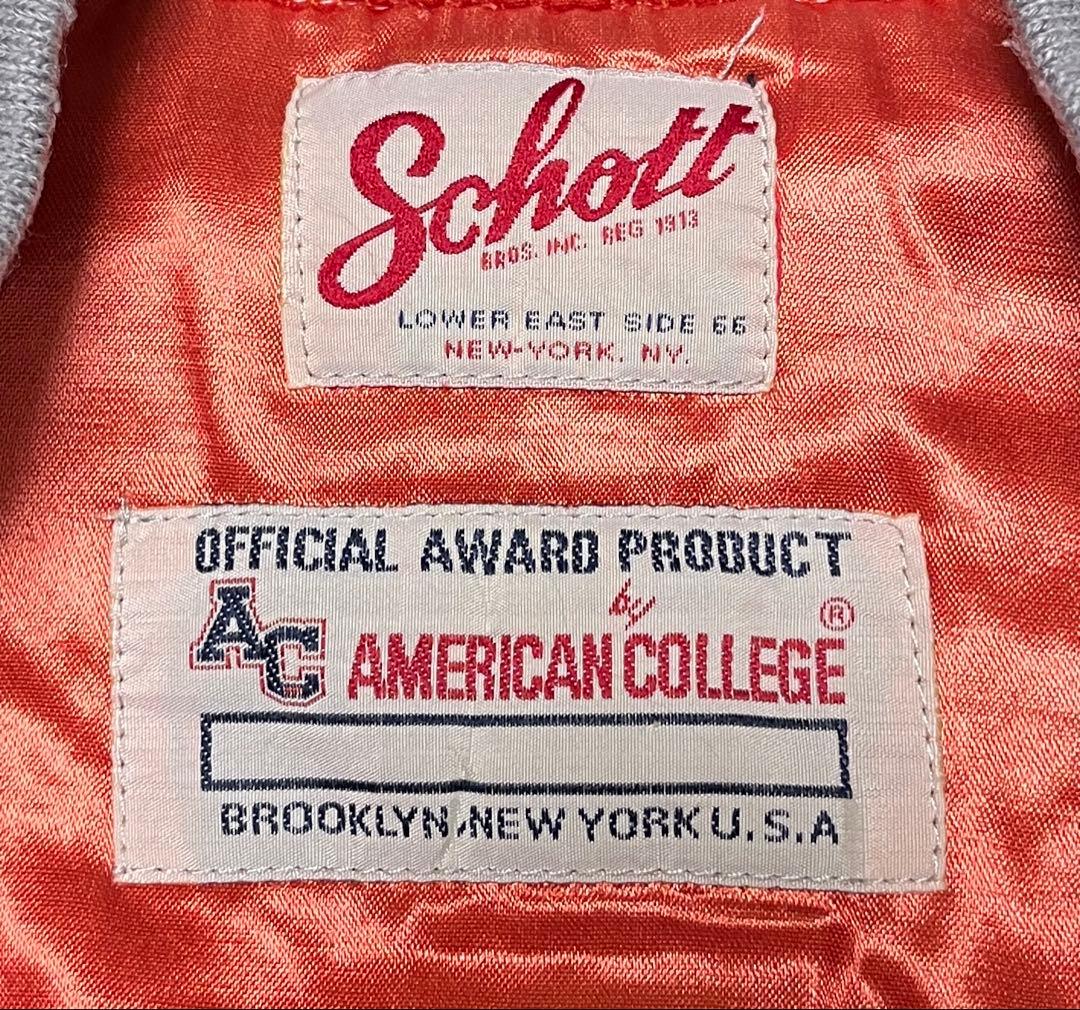 Schott
BROS. INC. REG 1913
LOWER EAST SIDE 66
NEW-YORK. NY.
OFFICIAL AWARD PRODUCT
by
AC AMERICAN COLLEGE ®
BROOKLYN, NEW YORK U.S.A